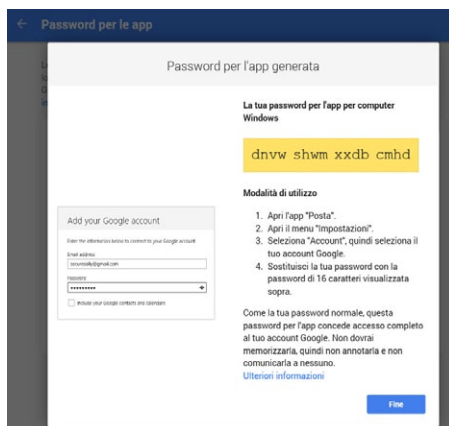 Password per le app
Password per l'app generata
La tua password per l'app per computer
Windows
dnvw shwm xxdb cmhd
Modalità di utilizzo
1. Apri l'app "Posta".
2. Apri il menu "Impostazioni".
3. Seleziona "Account", quindi seleziona il
tuo account Google.
4. Sostituisci la tua password con la
password di 16 caratteri visualizzata
sopra.
Come la tua password normale, questa
password per l'app concede accesso completo
al tuo account Google. Non dovrai
memorizzarla, quindi non annotarla e non
comunicarla a nessuno.
Ulteriori informazioni
Fine
Add your Google account
Enter the information below to connect to your Google account
Email address
securesally@gmail.com
Password
Include your Google contacts and calendars